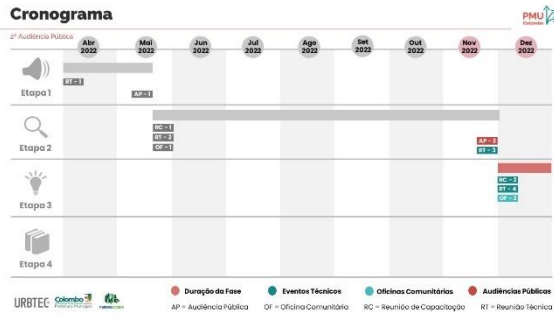 Cronograma
PMU
Colombo
2ª Audiência Pública
Abr 2022
Mai 2022
Jun 2022
Jul 2022
Ago 2022
Set 2022
Out 2022
Nov 2022
Dez 2022
Etapa 1
RT - 1
AP - 1
Etapa 2
RC - 1
RT - 2
OF - 1
AP - 2
RT - 3
Etapa 3
RC - 2
RT - 4
OF - 2
Etapa 4
Duração da Fase
Eventos Técnicos
Oficinas Comunitárias
Audiências Públicas
AP = Audiência Pública
OF = Oficina Comunitária
RC = Reunião de Capacitação
RT = Reunião Técnica
URBTEC
Colombo